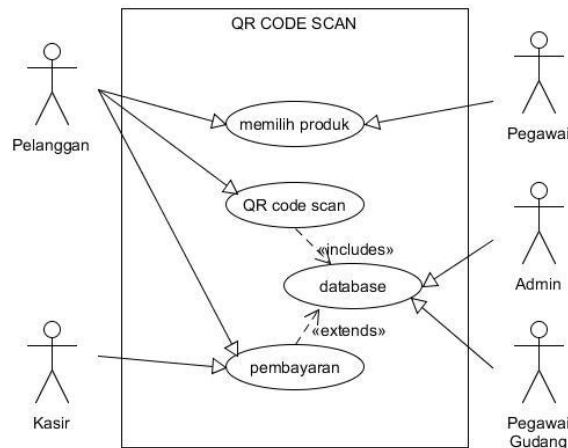 QR CODE SCAN
Pelanggan
memilih produk
Pegawai
QR code scan
«includes»
database
Admin
«extends»
pembayaran
Kasir
Pegawai
Gudang